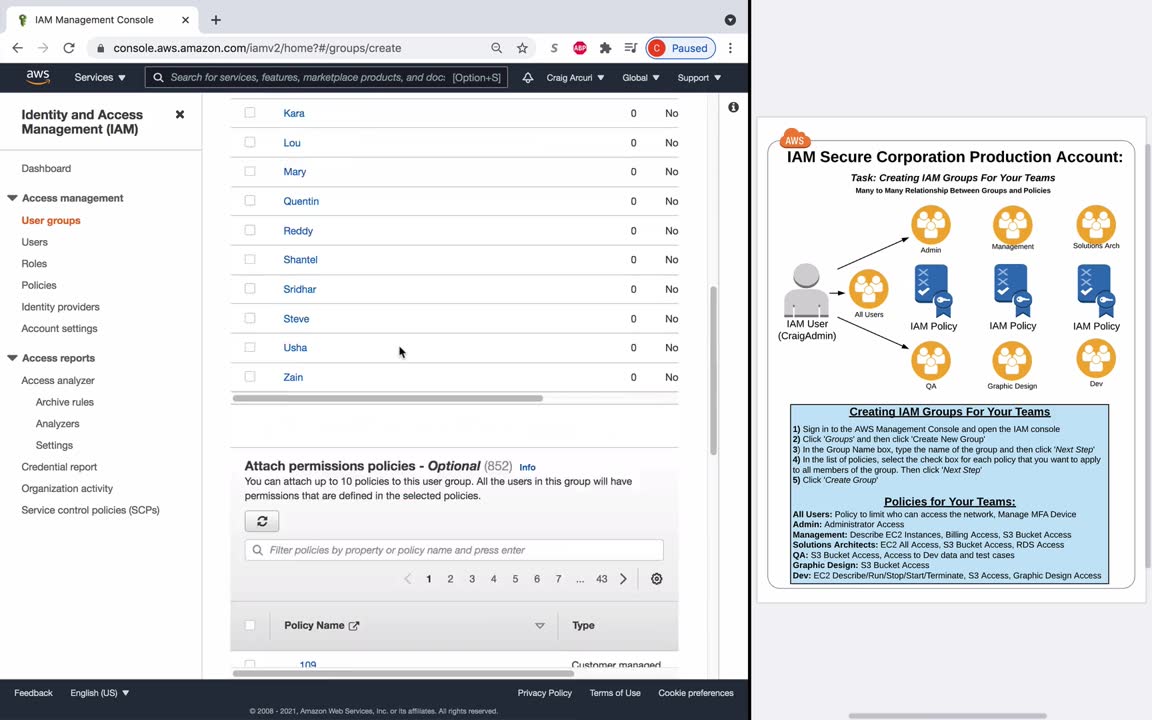 IAM Management Console
console.aws.amazon.com/iamv2/home?#/groups/create
S
ABP
C Paused
aws
Services
Search for services, features, marketplace products, and doc:
[Option+S]
Craig Arcuri
Global
Support
Identity and Access
Management (IAM)
Dashboard
Access management
User groups
Users
Roles
Policies
Identity providers
Account settings
Access reports
Access analyzer
Archive rules
Analyzers
Settings
Credential report
Organization activity
Service control policies (SCPs)
Kara 0 No
Lou 0 No
Mary 0 No
Quentin 0 No
Reddy 0 No
Shantel 0 No
Sridhar 0 No
Steve 0 No
Usha 0 No
Zain 0 No
Attach permissions policies - Optional (852) Info
You can attach up to 10 policies to this user group. All the users in this group will have
permissions that are defined in the selected policies.
Filter policies by property or policy name and press enter
1 2 3 4 5 6 7 ... 43
Policy Name Type
109 Customer managed
Feedback English (US) Privacy Policy Terms of Use Cookie preferences
© 2008 - 2021, Amazon Web Services, Inc. or its affiliates. All rights reserved.
AWS
IAM Secure Corporation Production Account:
Task: Creating IAM Groups For Your Teams
Many to Many Relationship Between Groups and Policies
Admin
Management
Solutions Arch
All Users
IAM User
(CraigAdmin)
IAM Policy
IAM Policy
IAM Policy
QA
Graphic Design
Dev
Creating IAM Groups For Your Teams
1) Sign in to the AWS Management Console and open the IAM console
2) Click 'Groups' and then click 'Create New Group'
3) In the Group Name box, type the name of the group and then click 'Next Step'
4) In the list of policies, select the check box for each policy that you want to apply
to all members of the group. Then click 'Next Step'
5) Click 'Create Group'
Policies for Your Teams:
All Users: Policy to limit who can access the network, Manage MFA Device
Admin: Administrator Access
Management: Describe EC2 Instances, Billing Access, S3 Bucket Access
Solutions Architects: EC2 All Access, S3 Bucket Access, RDS Access
QA: S3 Bucket Access, Access to Dev data and test cases
Graphic Design: S3 Bucket Access
Dev: EC2 Describe/Run/Stop/Start/Terminate, S3 Access, Graphic Design Access